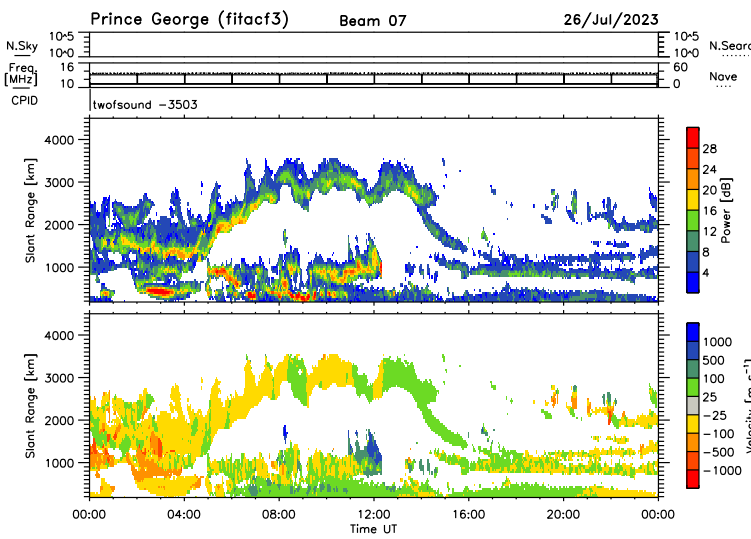 Prince George (fitacf3) Beam 07 26/Jul/2023
N.Sky 10^5 10^0 10^5 10^0 N.Sear
Freq. [MHz] 16 10 60 0 Nave
CPID twofsound -3503
Slant Range [km] 4000 3000 2000 1000
Power [dB] 28 24 20 16 12 8 4
Slant Range [km] 4000 3000 2000 1000
Velocity [m s^-1] 1000 500 100 25 -25 -100 -500 -1000
00:00 04:00 08:00 12:00 16:00 20:00 00:00
Time UT